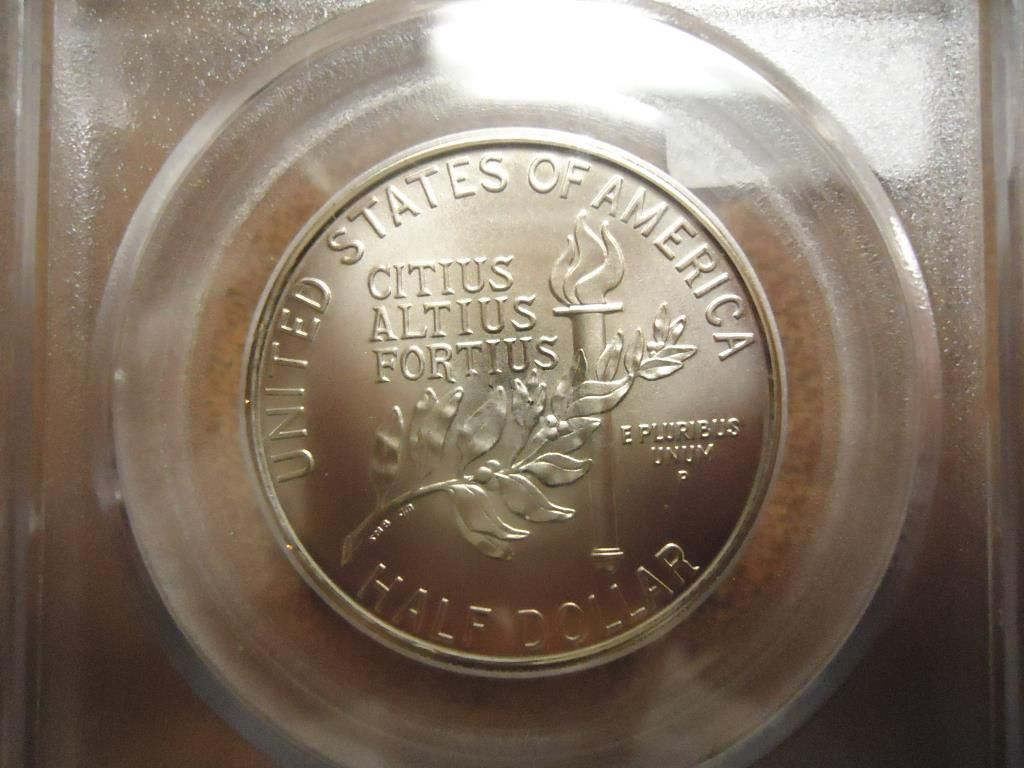 UNITED STATES OF AMERICA
CITIUS
ALTIUS
FORTIUS
E PLURIBUS
UNUM
P
HALF DOLLAR